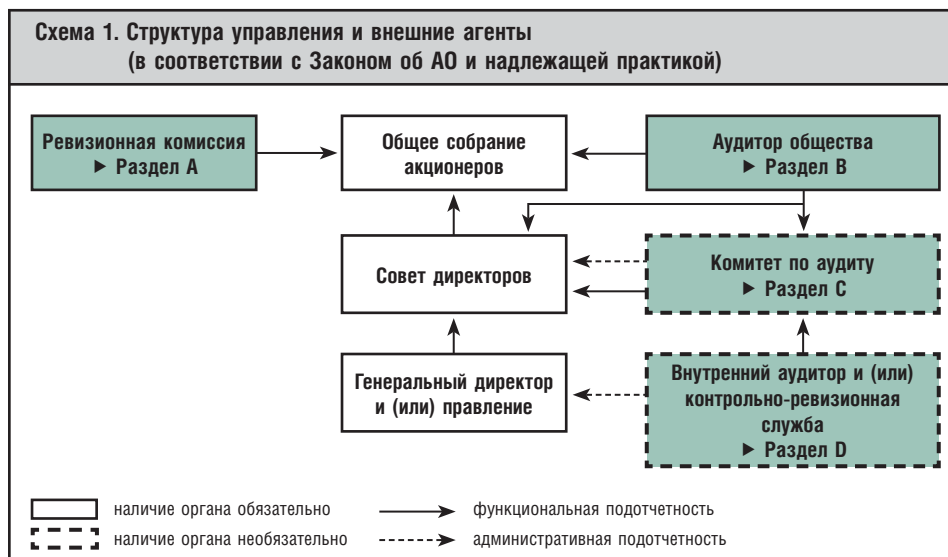 Схема 1. Структура управления и внешние агенты
(в соответствии с Законом об АО и надлежащей практикой)
Ревизионная комиссия
► Раздел A
Общее собрание
акционеров
Аудитор общества
► Раздел B
Совет директоров
Комитет по аудиту
► Раздел C
Генеральный директор
и (или) правление
Внутренний аудитор и (или)
контрольно-ревизионная
служба
► Раздел D
наличие органа обязательно
функциональная подотчетность
наличие органа необязательно
административная подотчетность